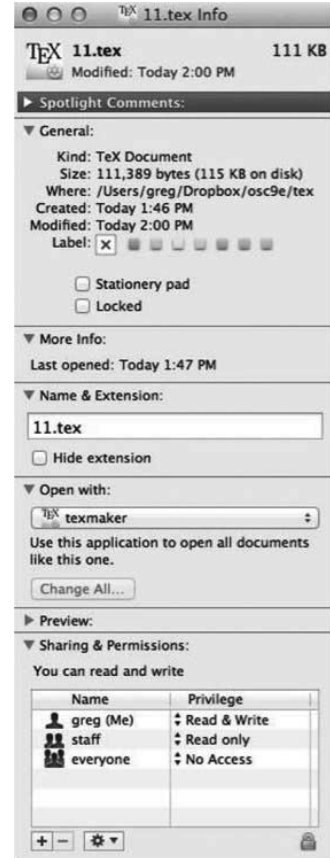 TEX 11.tex Info
TEX 11.tex 111 KB
Modified: Today 2:00 PM
Spotlight Comments:
General:
Kind: TeX Document
Size: 111,389 bytes (115 KB on disk)
Where: /Users/greg/Dropbox/osc9e/tex
Created: Today 1:46 PM
Modified: Today 2:00 PM
Label:
Stationery pad
Locked
More Info:
Last opened: Today 1:47 PM
Name & Extension:
11.tex
Hide extension
Open with:
TEX texmaker
Use this application to open all documents
like this one.
Change All...
Preview:
Sharing & Permissions:
You can read and write
Name Privilege
greg (Me) Read & Write
staff Read only
everyone No Access